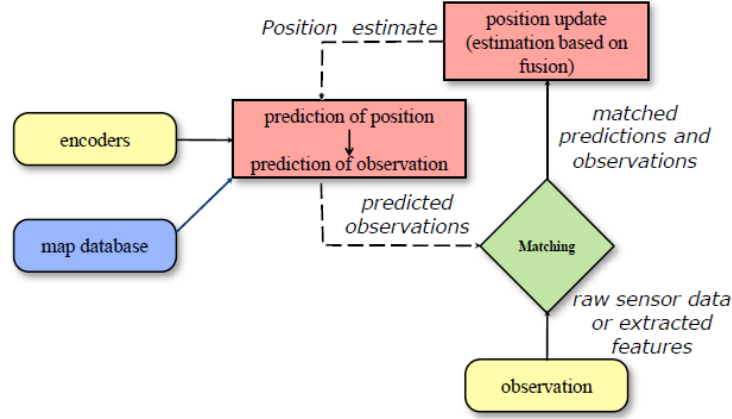 Position estimate
position update
(estimation based on
fusion)
prediction of position
prediction of observation
encoders
matched
predictions and
observations
map database
predicted
observations
Matching
raw sensor data
or extracted
features
observation